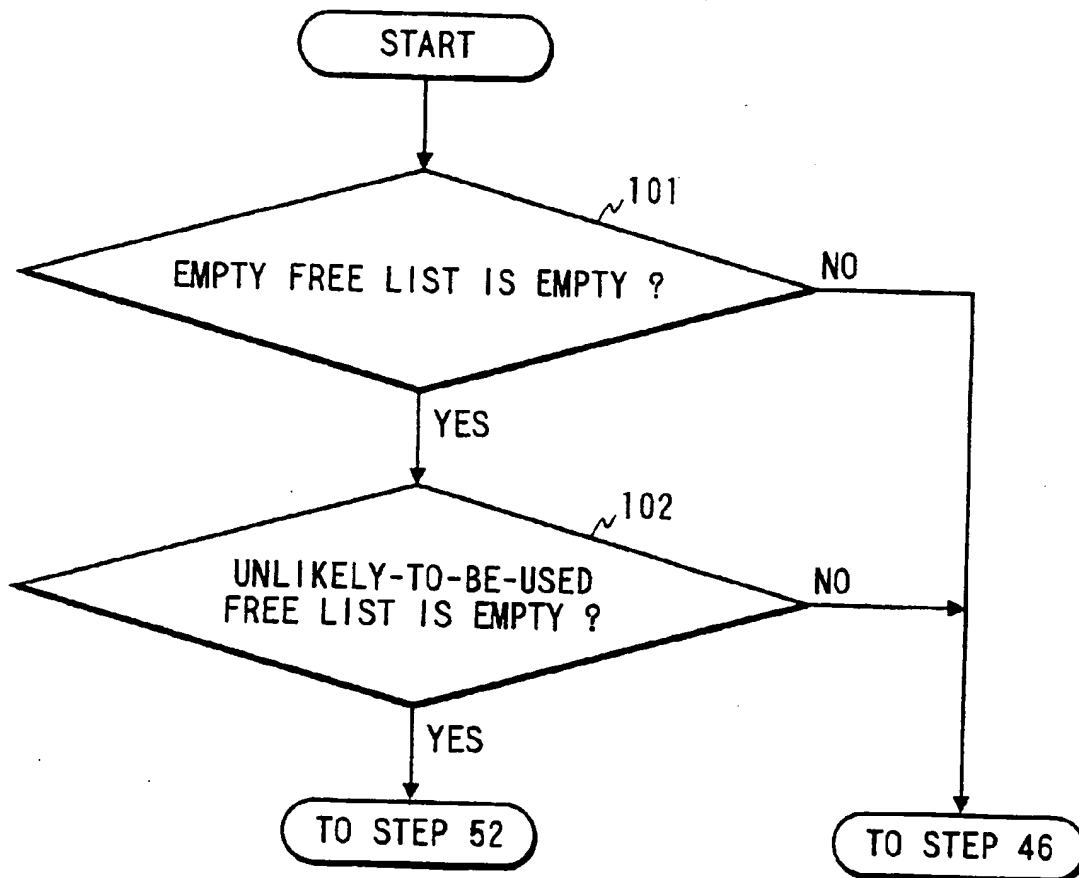 START
101
EMPTY FREE LIST IS EMPTY ?
NO
YES
102
UNLIKELY-TO-BE-USED
FREE LIST IS EMPTY ?
NO
YES
TO STEP 52
TO STEP 46